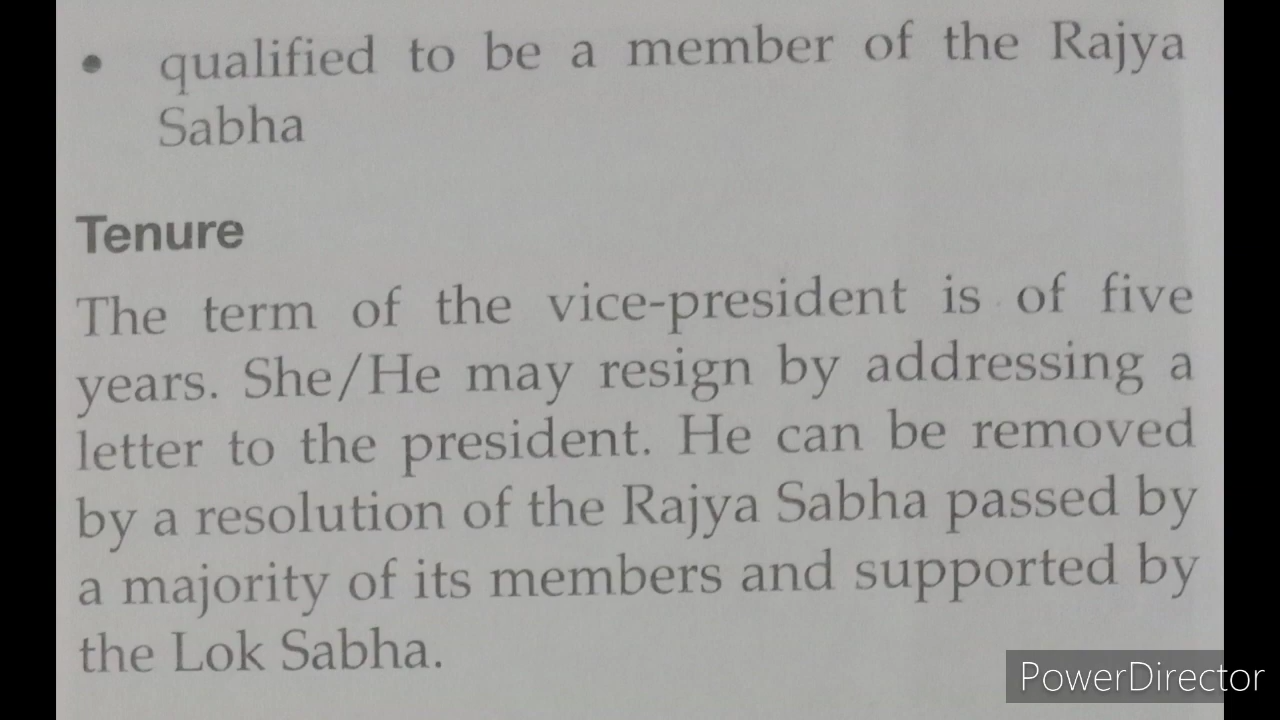 • qualified to be a member of the Rajya
Sabha
Tenure
The term of the vice-president is of five
years. She/He may resign by addressing a
letter to the president. He can be removed
by a resolution of the Rajya Sabha passed by
a majority of its members and supported by
the Lok Sabha.
PowerDirector